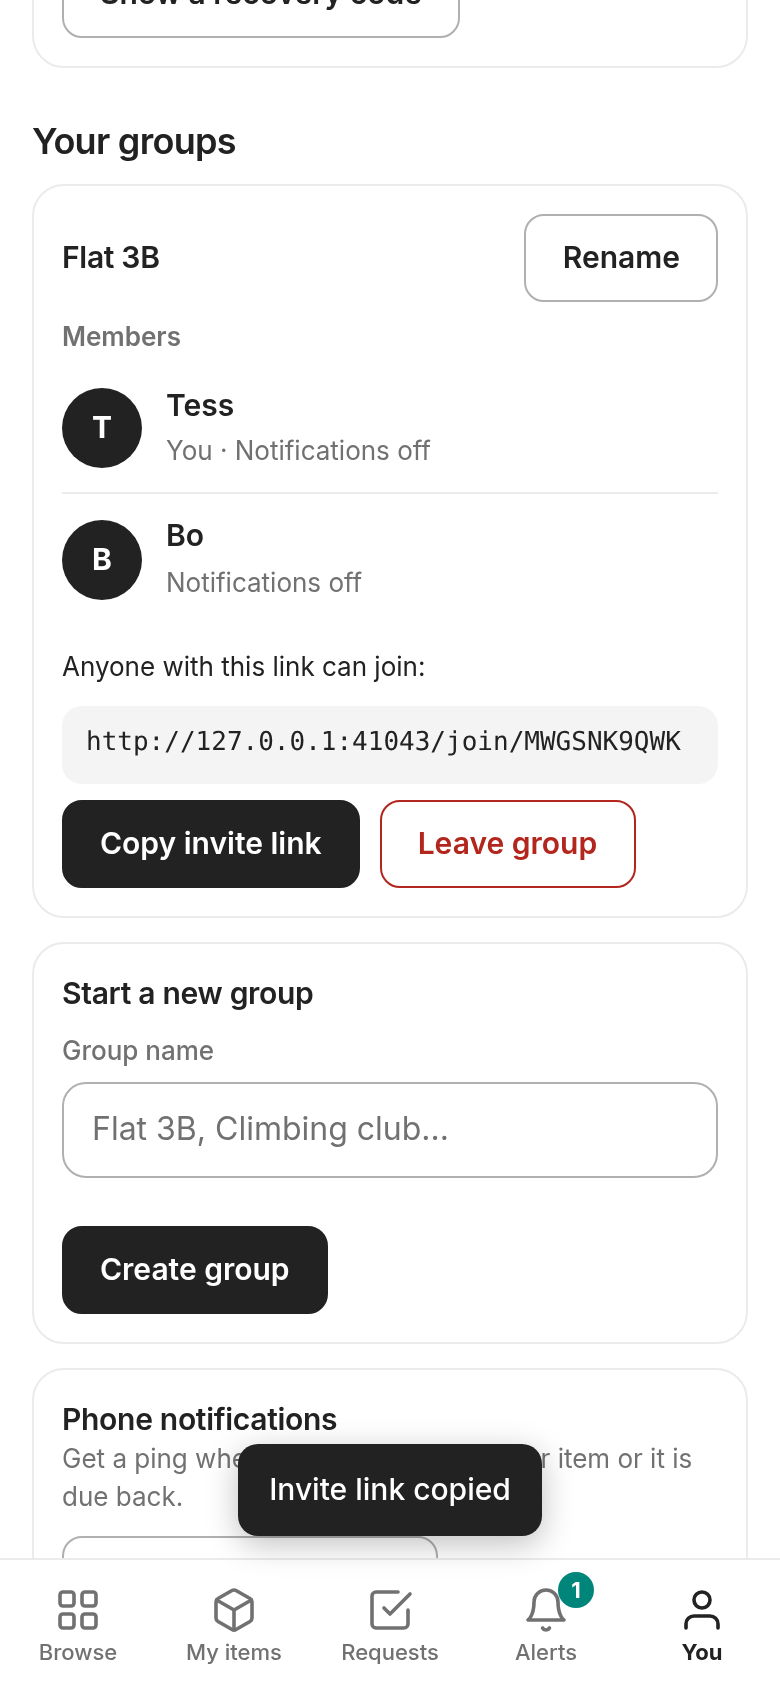 Show a recovery code
Your groups
Flat 3B
Rename
Members
T
Tess
You · Notifications off
B
Bo
Notifications off
Anyone with this link can join:
http://127.0.0.1:41043/join/MWGSNK9QWK
Copy invite link
Leave group
Start a new group
Group name
Flat 3B, Climbing club...
Create group
Phone notifications
Get a ping
item or it is
due back.
Invite link copied
1
Browse
My items
Requests
Alerts
You